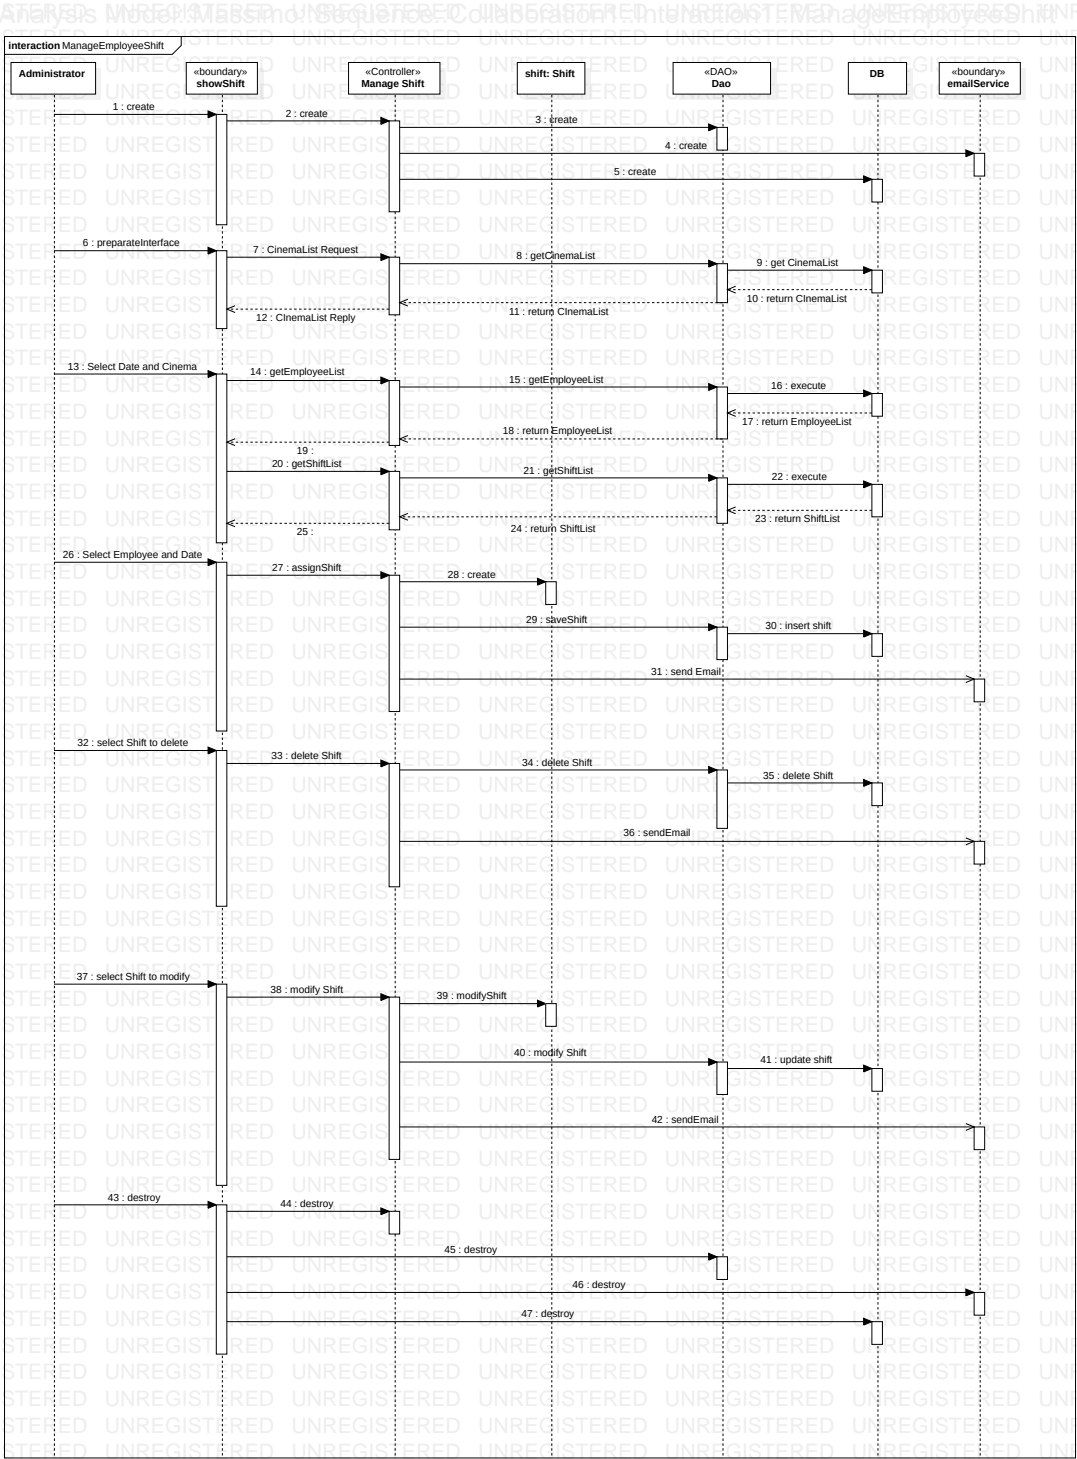 Analysis Model::Massimo::Sequence::Collaboration1::Interaction1::ManageEmployeeShift
interaction ManageEmployeeShift
Administrator
«boundary»
showShift
«Controller»
Manage Shift
shift: Shift
«DAO»
Dao
DB
«boundary»
emailService
1 : create
2 : create
3 : create
4 : create
5 : create
6 : preparateInterface
7 : CinemaList Request
8 : getCinemaList
9 : get CinemaList
10 : return CInemaList
11 : return CInemaList
12 : CInemaList Reply
13 : Select Date and Cinema
14 : getEmployeeList
15 : getEmployeeList
16 : execute
17 : return EmployeeList
18 : return EmployeeList
19 :
20 : getShiftList
21 : getShiftList
22 : execute
23 : return ShiftList
24 : return ShiftList
25 :
26 : Select Employee and Date
27 : assignShift
28 : create
29 : saveShift
30 : insert shift
31 : send Email
32 : select Shift to delete
33 : delete Shift
34 : delete Shift
35 : delete Shift
36 : sendEmail
37 : select Shift to modify
38 : modify Shift
39 : modifyShift
40 : modify Shift
41 : update shift
42 : sendEmail
43 : destroy
44 : destroy
45 : destroy
46 : destroy
47 : destroy
UNREGISTERED